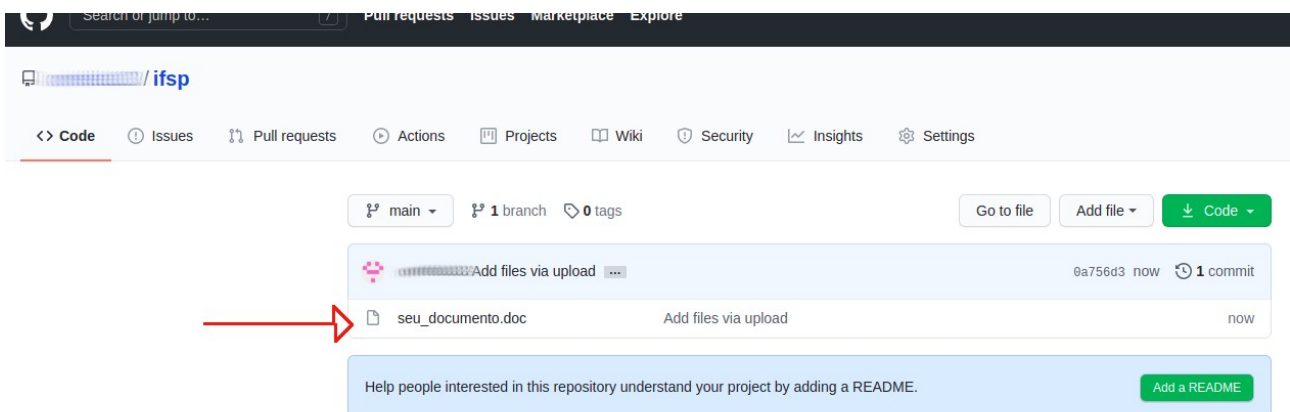 Search or jump to... /
Pull requests Issues Marketplace Explore
/ ifsp
<> Code Issues Pull requests Actions Projects Wiki Security Insights Settings
main 1 branch 0 tags Go to file Add file Code
Add files via upload ... 0a756d3 now 1 commit
seu_documento.doc Add files via upload now
Help people interested in this repository understand your project by adding a README. Add a README